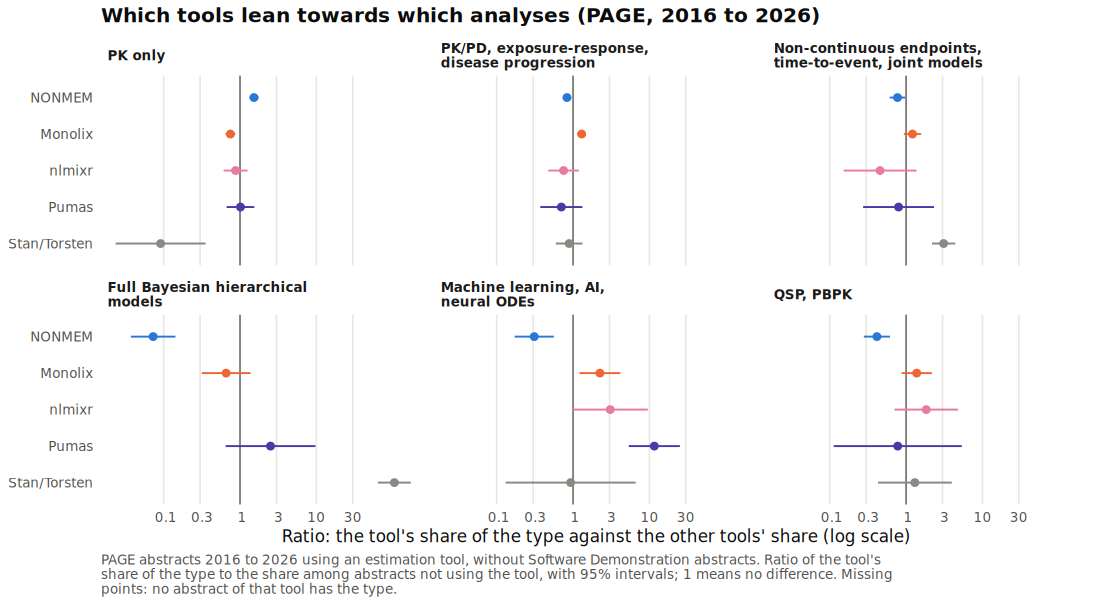 Which tools lean towards which analyses (PAGE, 2016 to 2026)
PK only
PK/PD, exposure-response,
disease progression
Non-continuous endpoints,
time-to-event, joint models
NONMEM
Monolix
nlmixr
Pumas
Stan/Torsten
Full Bayesian hierarchical
models
Machine learning, AI,
neural ODEs
QSP, PBPK
NONMEM
Monolix
nlmixr
Pumas
Stan/Torsten
0.1 0.3 1 3 10 30
0.1 0.3 1 3 10 30
0.1 0.3 1 3 10 30
Ratio: the tool's share of the type against the other tools' share (log scale)
PAGE abstracts 2016 to 2026 using an estimation tool, without Software Demonstration abstracts. Ratio of the tool's
share of the type to the share among abstracts not using the tool, with 95% intervals; 1 means no difference. Missing
points: no abstract of that tool has the type.